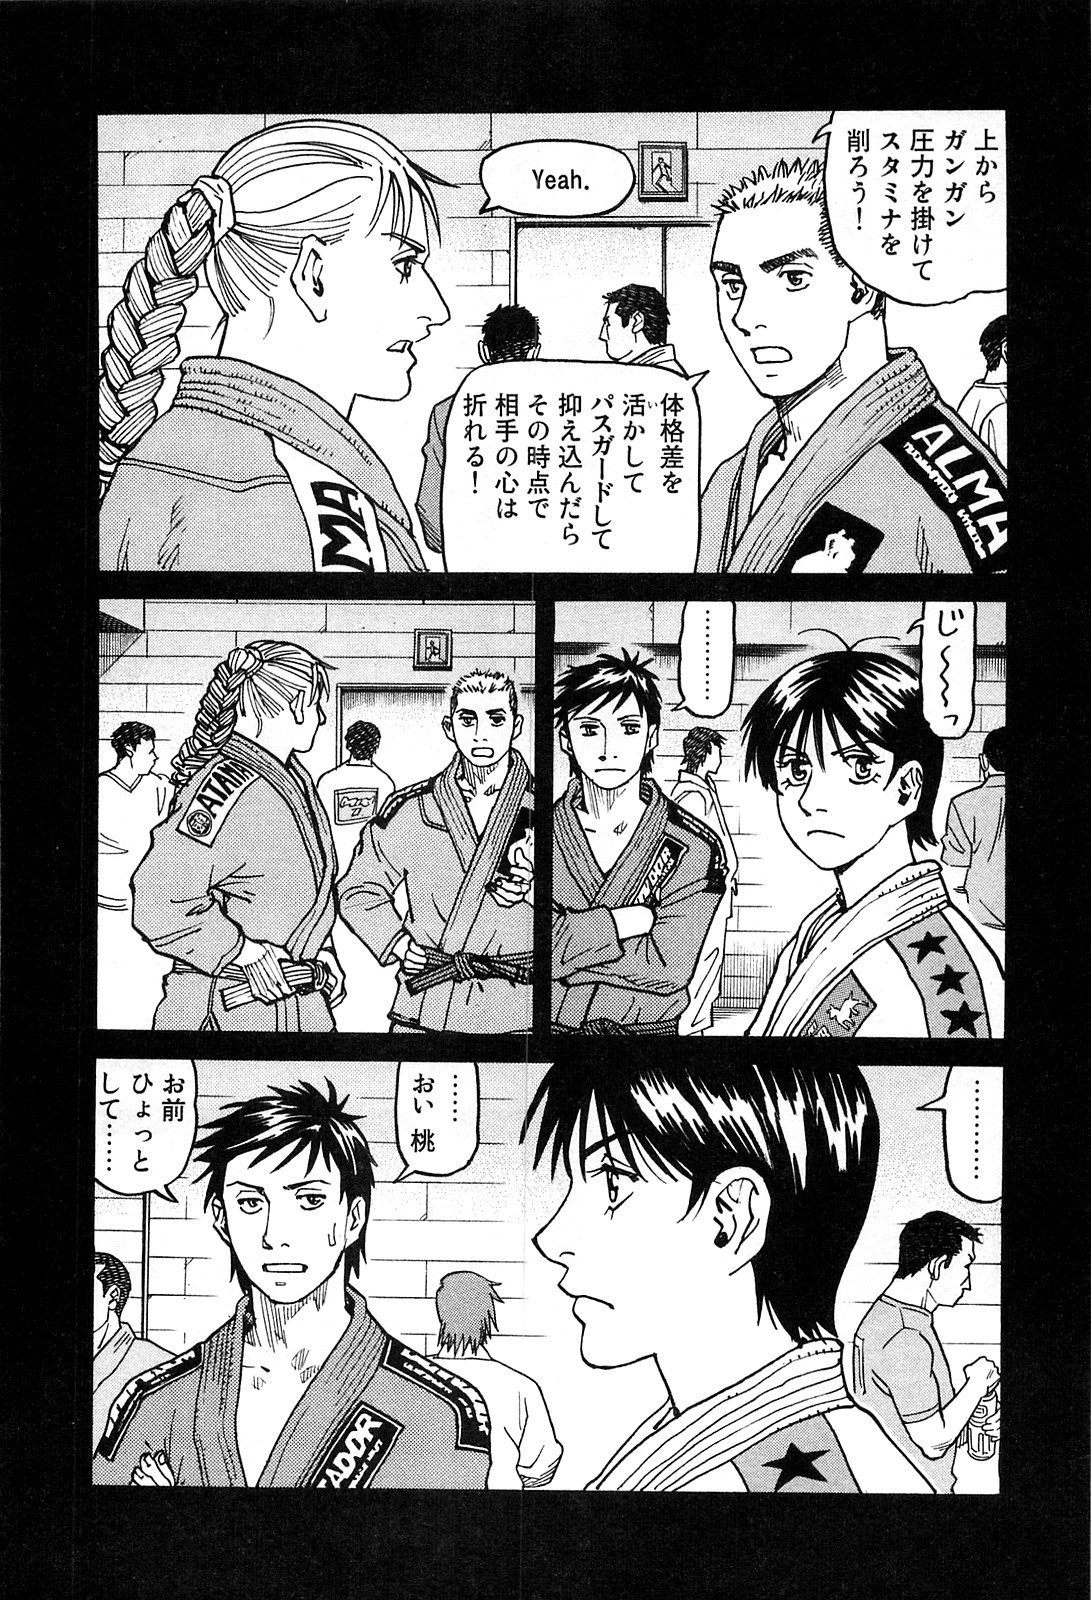 上から
ガンガン
圧力を掛けて
スタミナを
削ろう!
Yeah.
体格差を
活かして
い
パスガードして
抑え込んだら
その時点で
相手の心は
折れる!
ALMA
MA
じ〜〜っ
………
ATAMA
………
……
おい 桃
お前
ひょっと
して……